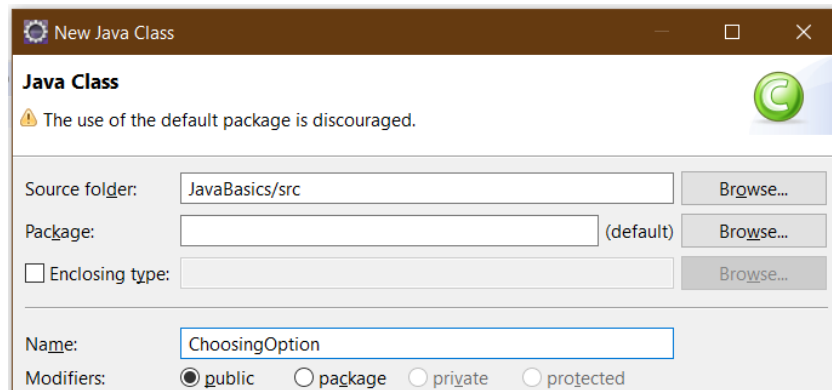 New Java Class
Java Class
The use of the default package is discouraged.
Source folder: JavaBasics/src Browse...
Package: (default) Browse...
Enclosing type: Browse...
Name: ChoosingOption
Modifiers: public package private protected